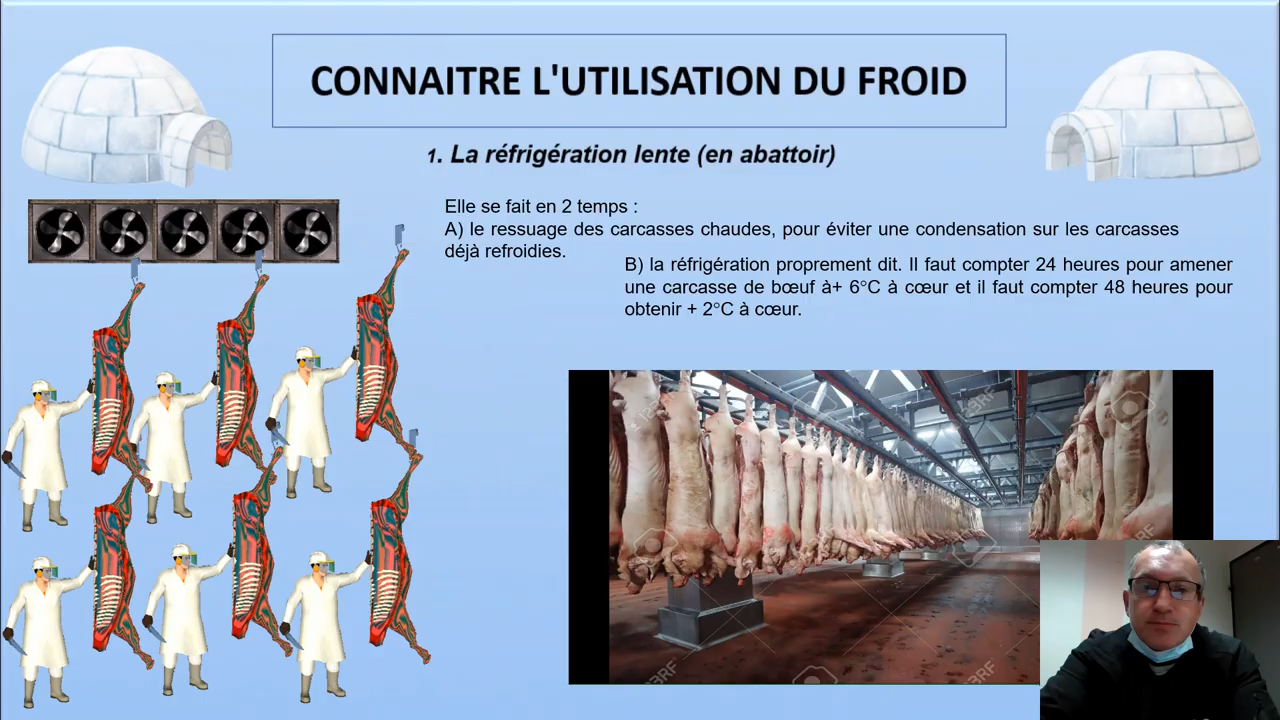 CONNAITRE L'UTILISATION DU FROID
1. La réfrigération lente (en abattoir)
Elle se fait en 2 temps :
A) le ressuage des carcasses chaudes, pour éviter une condensation sur les carcasses
déjà refroidies.
B) la réfrigération proprement dit. Il faut compter 24 heures pour amener
une carcasse de bœuf à+ 6°C à cœur et il faut compter 48 heures pour
obtenir + 2°C à cœur.